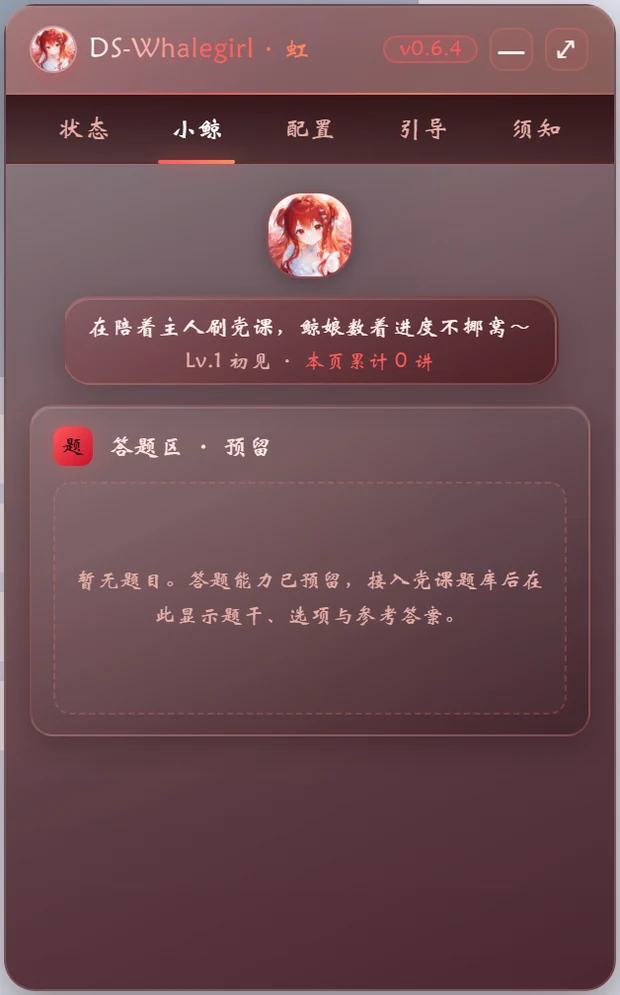 DS-Whalegirl · 虹
v0.6.4
状态 小鲸 配置 引导 须知
在陪着主人刷党课，鲸娘数着进度不挪窝～
Lv.1 初见 · 本页累计 0 讲
题 答题区 · 预留
暂无题目。答题能力已预留，接入党课题库后在
此显示题干、选项与参考答案。